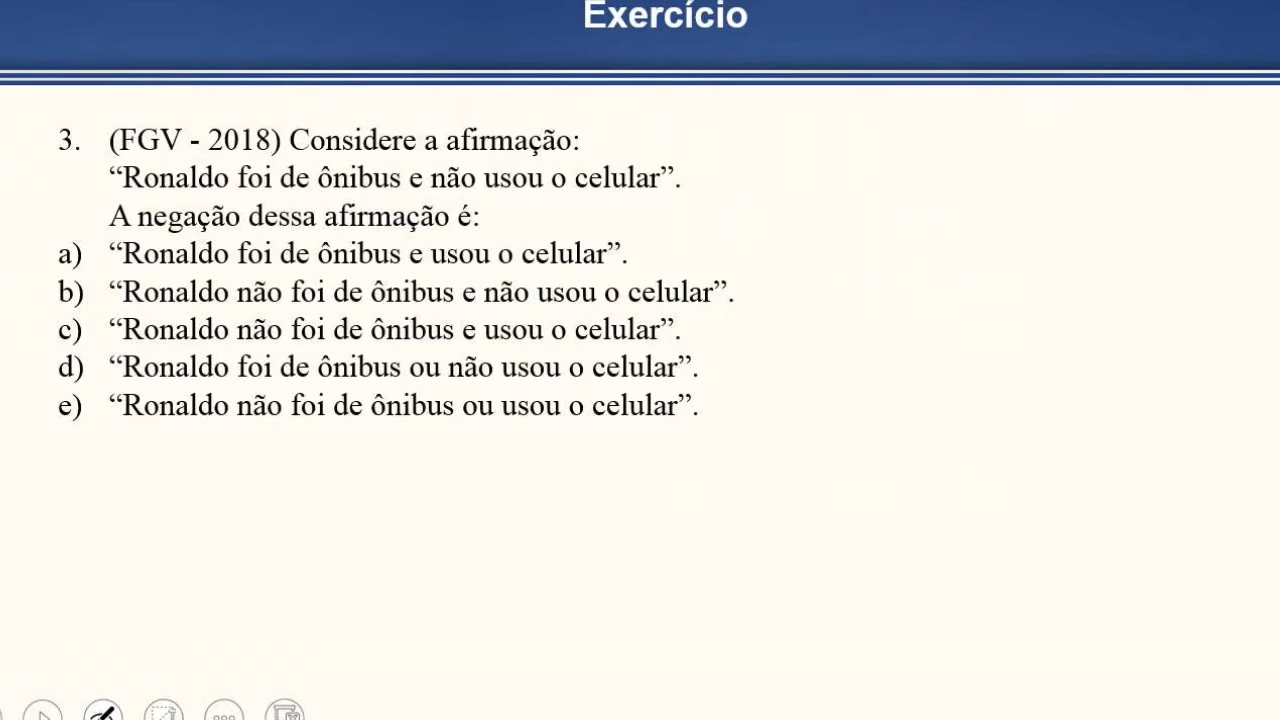 Exercício
3. (FGV - 2018) Considere a afirmação:
“Ronaldo foi de ônibus e não usou o celular”.
A negação dessa afirmação é:
a) “Ronaldo foi de ônibus e usou o celular”.
b) “Ronaldo não foi de ônibus e não usou o celular”.
c) “Ronaldo não foi de ônibus e usou o celular”.
d) “Ronaldo foi de ônibus ou não usou o celular”.
e) “Ronaldo não foi de ônibus ou usou o celular”.